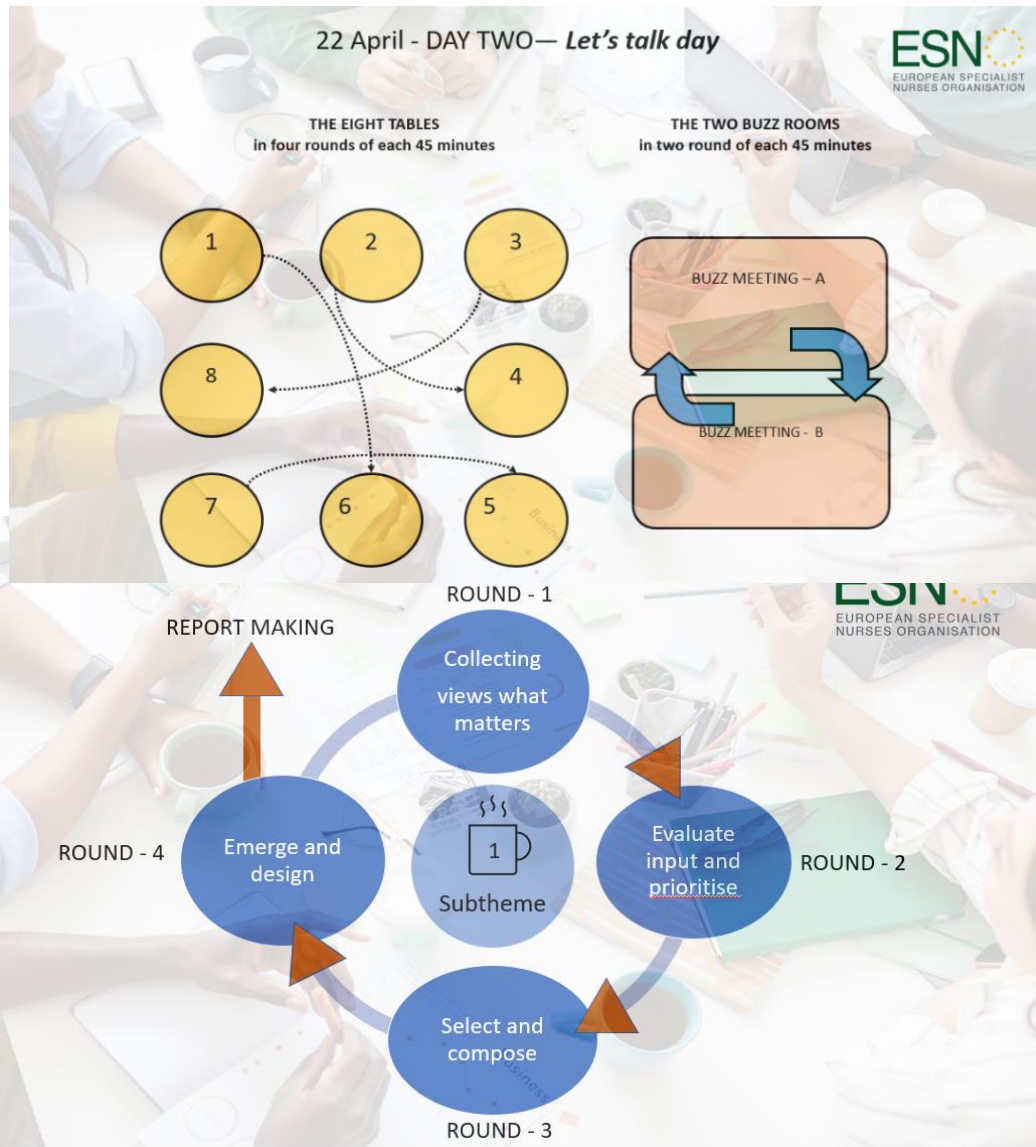 22 April - DAY TWO— Let's talk day
ESN
EUROPEAN SPECIALIST
NURSES ORGANISATION
THE EIGHT TABLES
in four rounds of each 45 minutes
THE TWO BUZZ ROOMS
in two round of each 45 minutes
1
2
3
8
4
7
6
5
BUZZ MEETING – A
BUZZ MEETTING - B
Business
ESN
EUROPEAN SPECIALIST
NURSES ORGANISATION
ROUND - 1
REPORT MAKING
Collecting
views what
matters
ROUND - 4
Emerge and
design
1
Subtheme
Evaluate
input and
prioritise
ROUND - 2
Select and
compose
Business
ROUND - 3